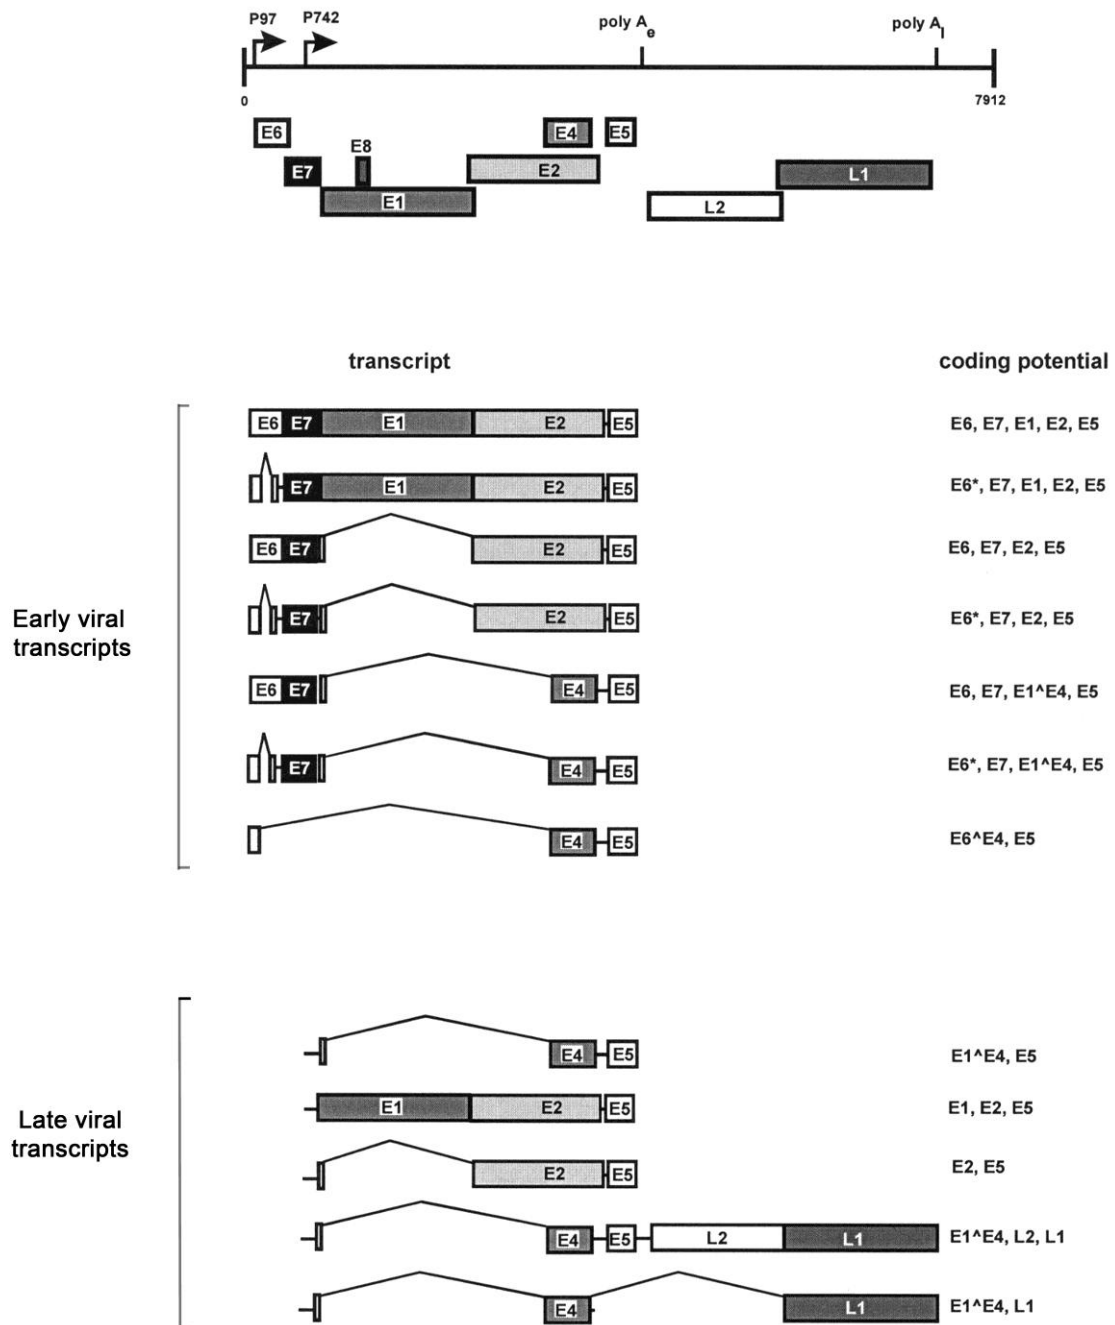 P97 P742 poly Ae poly Al
0 7912
E6 E4 E5
E8
E7 E2 L1
E1 L2
transcript coding potential
E6 E7 E1 E2 E5 E6, E7, E1, E2, E5
E7 E1 E2 E5 E6*, E7, E1, E2, E5
E6 E7 E2 E5 E6, E7, E2, E5
Early viral
transcripts
E7 E2 E5 E6*, E7, E2, E5
E6 E7 E4 E5 E6, E7, E1^E4, E5
E7 E4 E5 E6*, E7, E1^E4, E5
E4 E5 E6^E4, E5
E4 E5 E1^E4, E5
Late viral
transcripts
E1 E2 E5 E1, E2, E5
E2 E5 E2, E5
E4 E5 L2 L1 E1^E4, L2, L1
E4 L1 E1^E4, L1